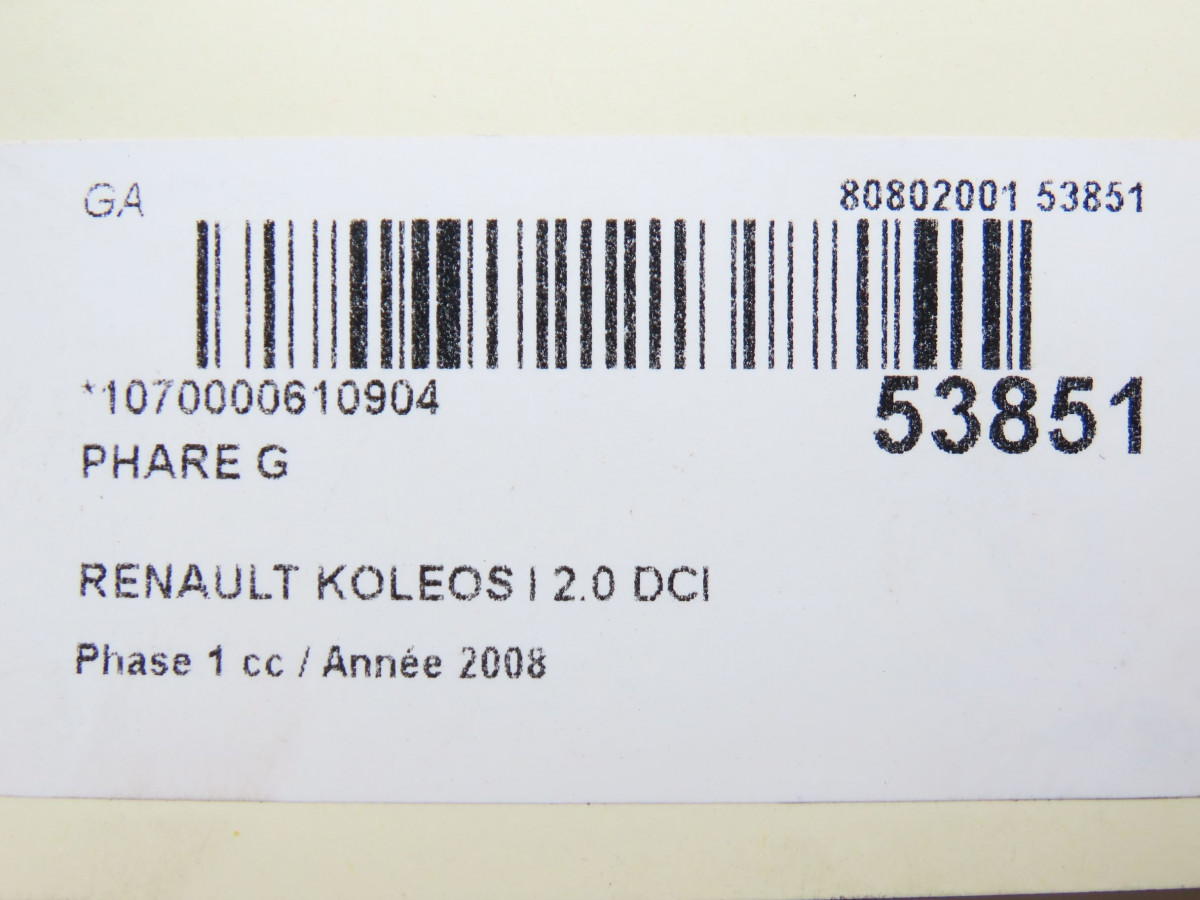 GA
80802001 53851
*1070000610904
53851
PHARE G
RENAULT KOLEOS I 2.0 DCI
Phase 1 cc / Année 2008